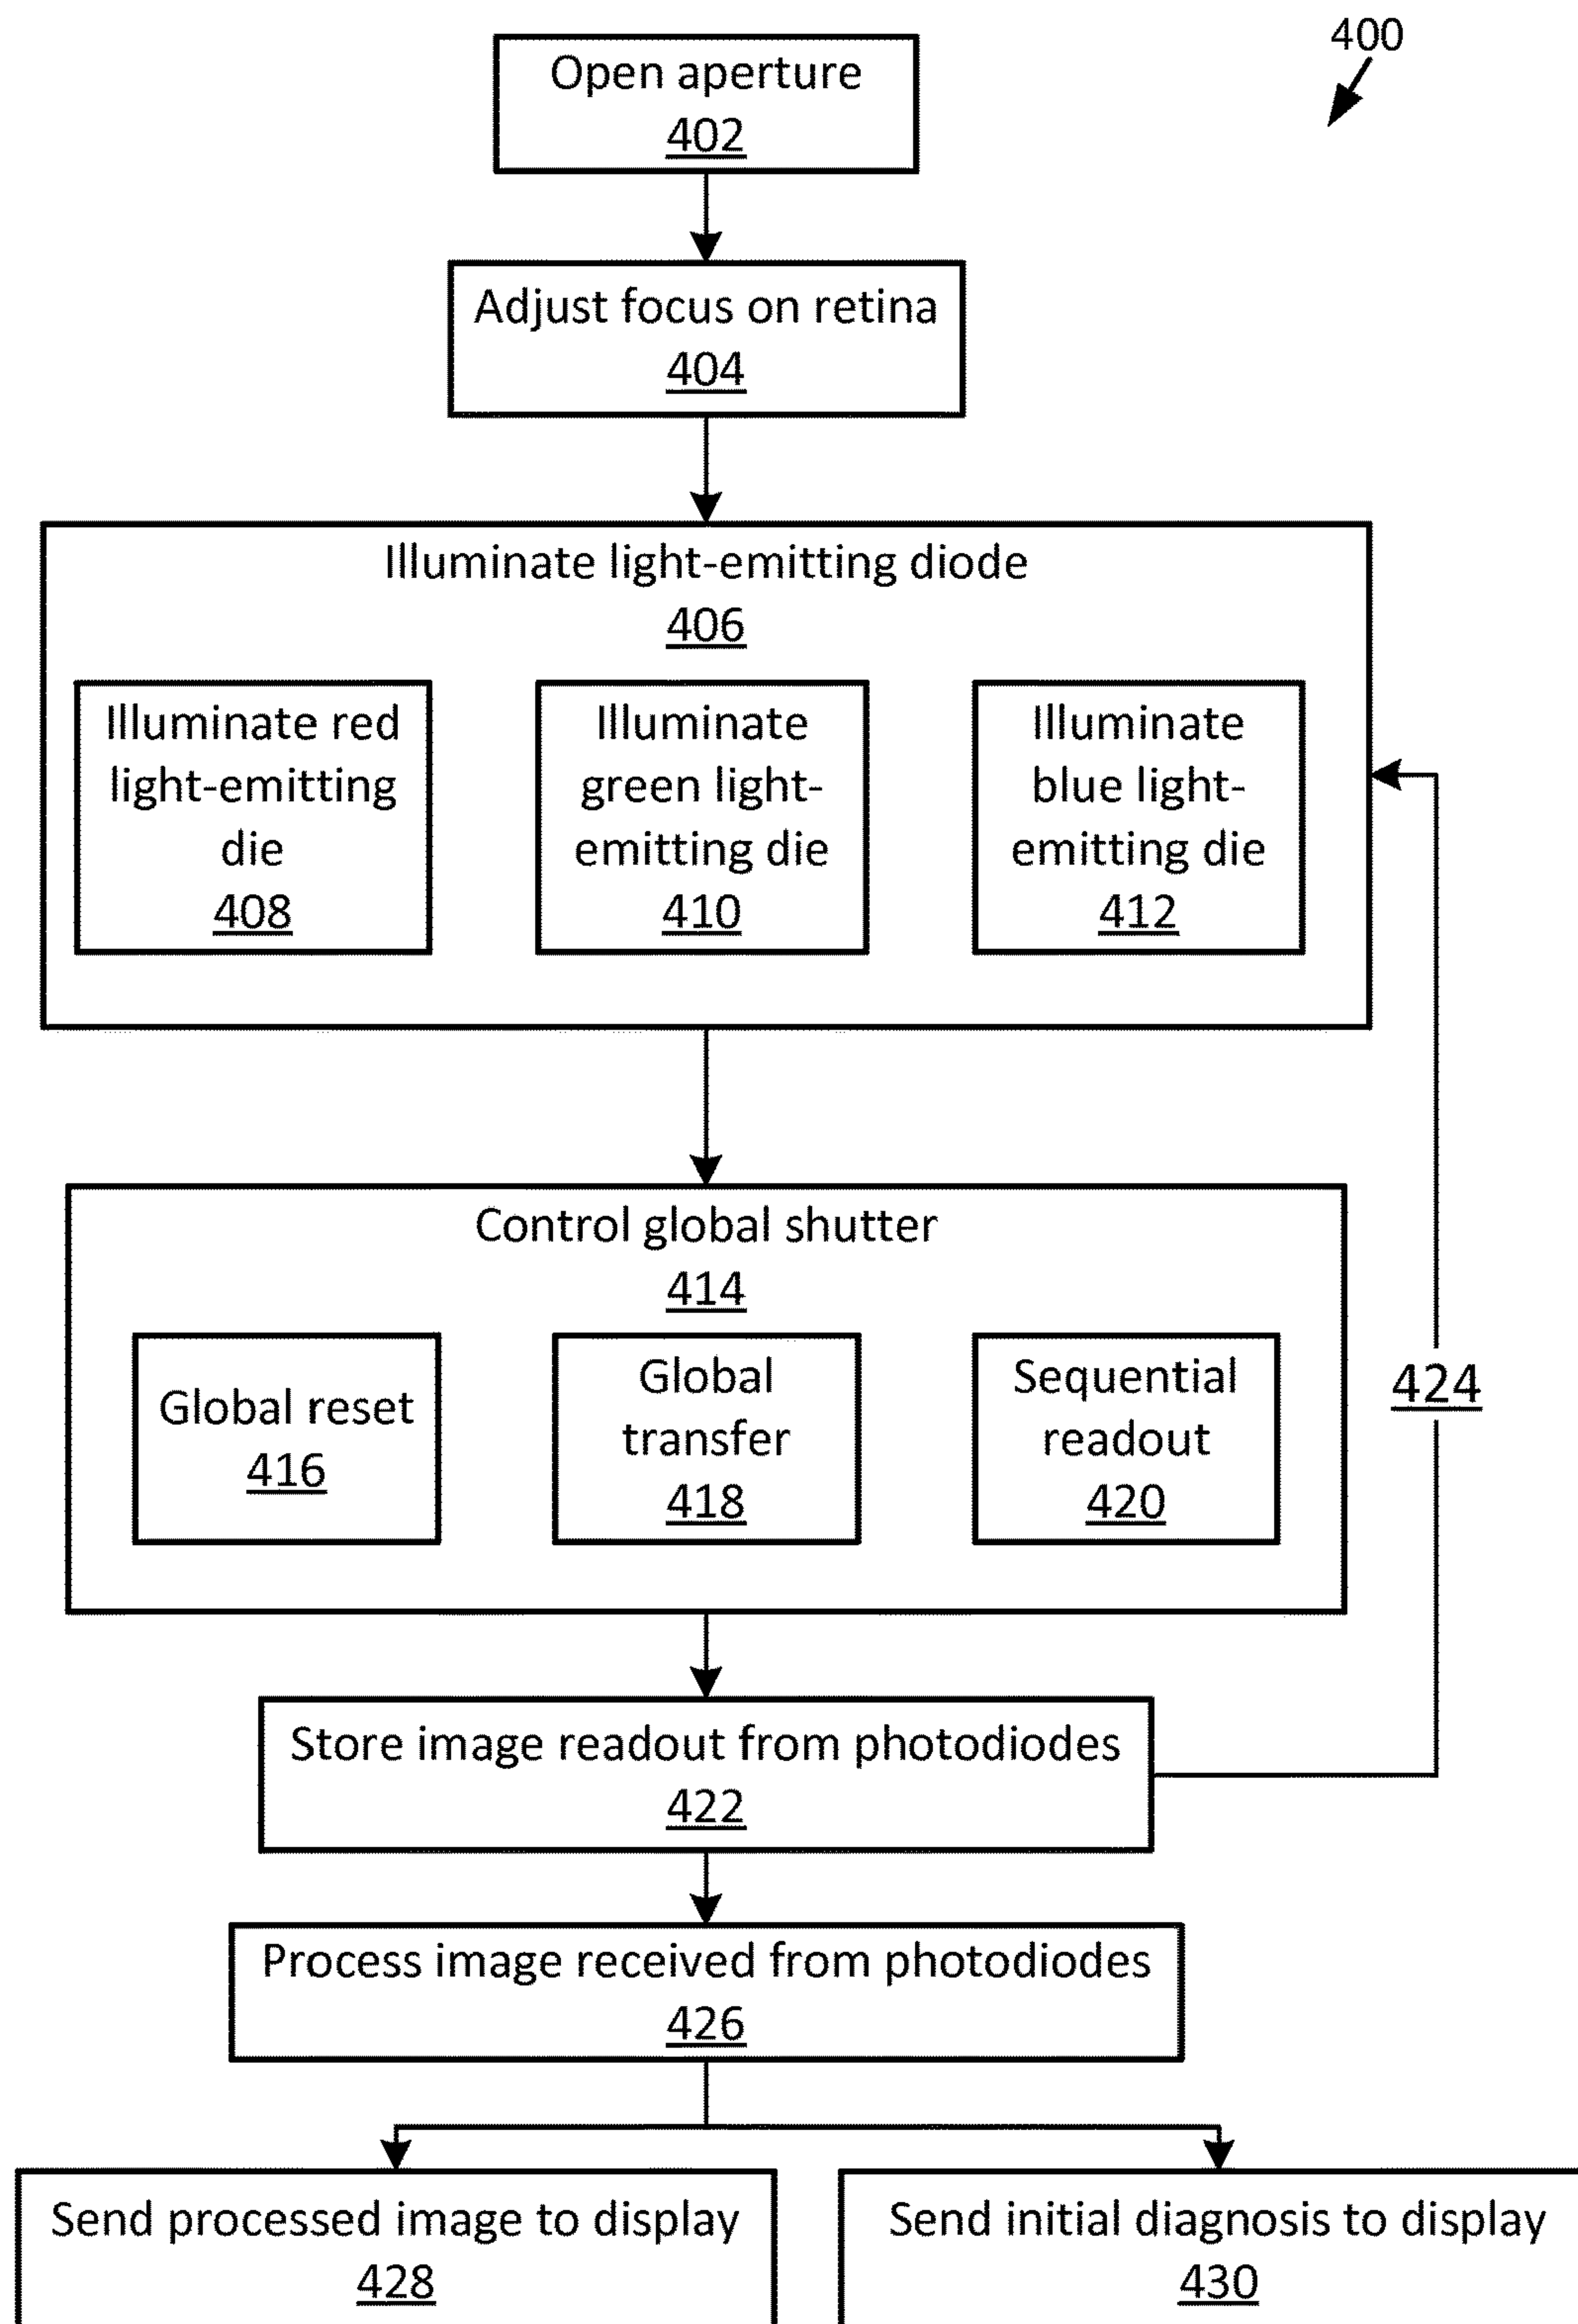 400
Open aperture
402
Adjust focus on retina
404
Illuminate light-emitting diode
406
Illuminate red
light-emitting
die
408
Illuminate
green light-
emitting die
410
Illuminate
blue light-
emitting die
412
Control global shutter
414
Global reset
416
Global
transfer
418
Sequential
readout
420
424
Store image readout from photodiodes
422
Process image received from photodiodes
426
Send processed image to display
428
Send initial diagnosis to display
430